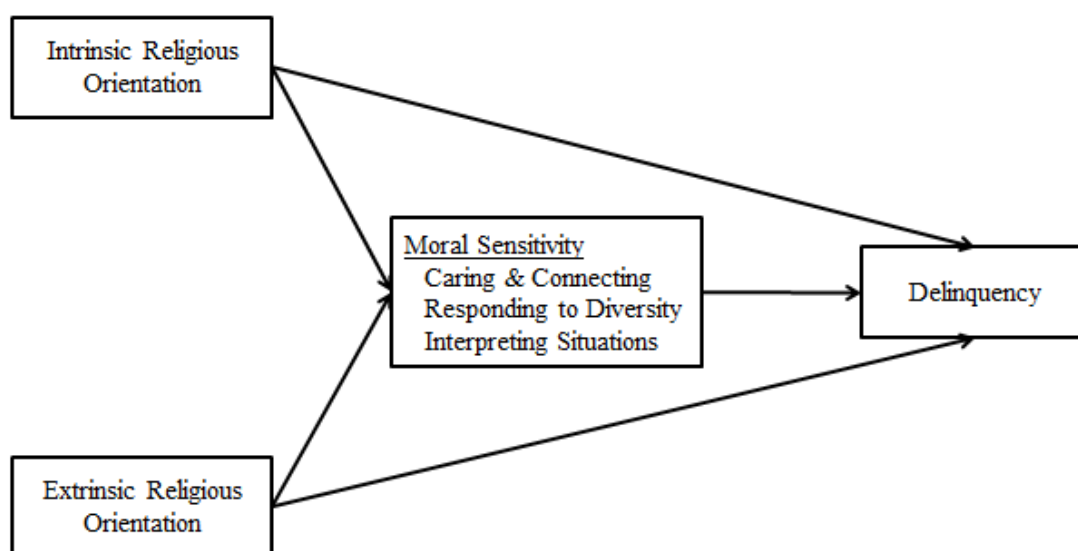 Intrinsic Religious
Orientation
Moral Sensitivity
Caring & Connecting
Responding to Diversity
Interpreting Situations
Delinquency
Extrinsic Religious
Orientation